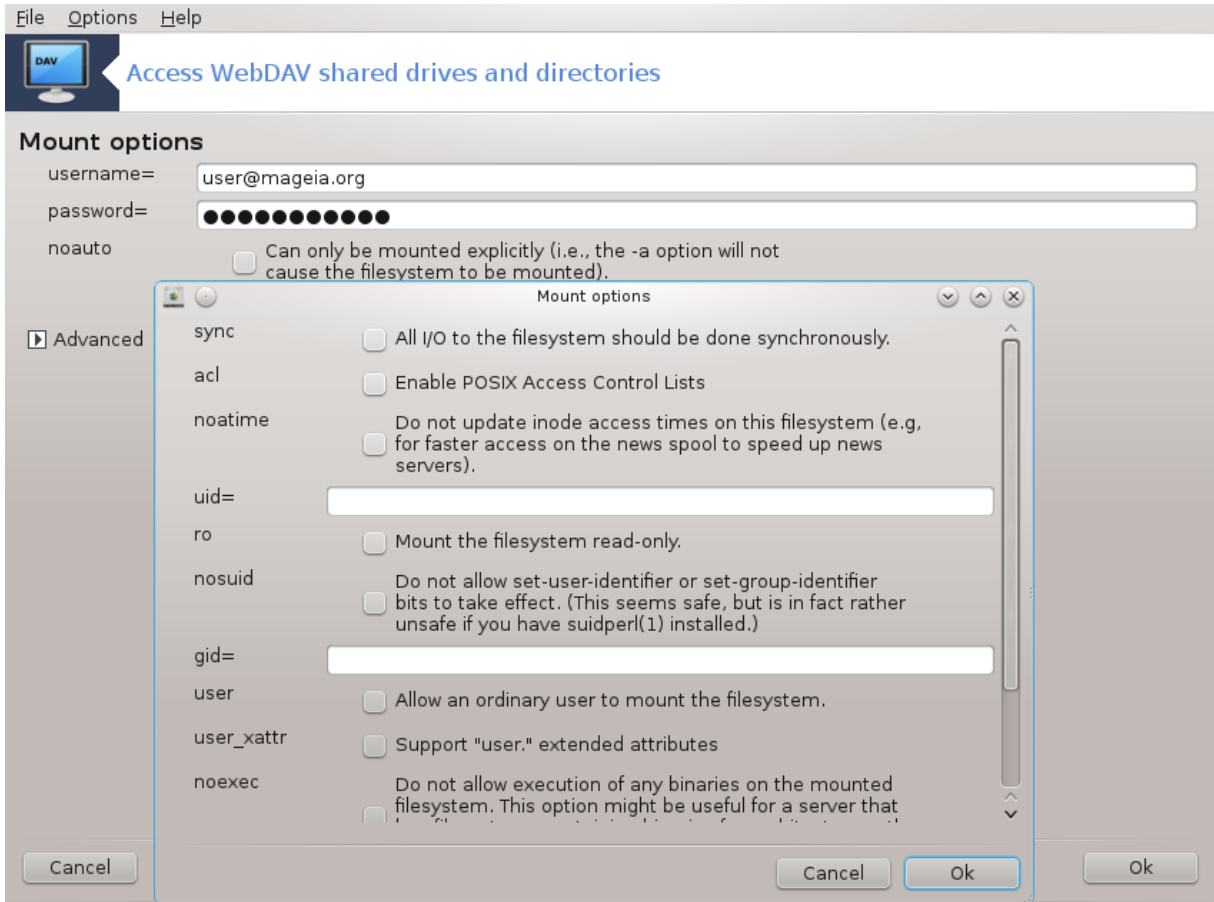 File Options Help
DAV
Access WebDAV shared drives and directories
Mount options
username=
user@mageia.org
password=
●●●●●●●●●●●
noauto
Can only be mounted explicitly (i.e., the -a option will not
cause the filesystem to be mounted).
Advanced
Mount options
sync
All I/O to the filesystem should be done synchronously.
acl
Enable POSIX Access Control Lists
noatime
Do not update inode access times on this filesystem (e.g,
for faster access on the news spool to speed up news
servers).
uid=
ro
Mount the filesystem read-only.
nosuid
Do not allow set-user-identifier or set-group-identifier
bits to take effect. (This seems safe, but is in fact rather
unsafe if you have suidperl(1) installed.)
gid=
user
Allow an ordinary user to mount the filesystem.
user_xattr
Support "user." extended attributes
noexec
Do not allow execution of any binaries on the mounted
filesystem. This option might be useful for a server that
Cancel Ok
Cancel Ok